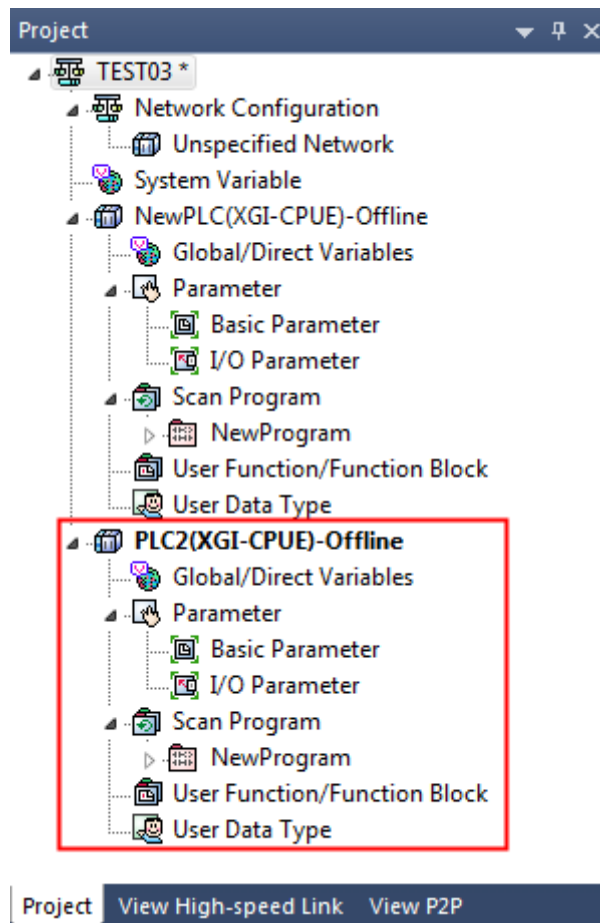 Project
TEST03 *
Network Configuration
Unspecified Network
System Variable
NewPLC(XGI-CPUE)-Offline
Global/Direct Variables
Parameter
Basic Parameter
I/O Parameter
Scan Program
NewProgram
User Function/Function Block
User Data Type
PLC2(XGI-CPUE)-Offline
Global/Direct Variables
Parameter
Basic Parameter
I/O Parameter
Scan Program
NewProgram
User Function/Function Block
User Data Type
Project View High-speed Link View P2P